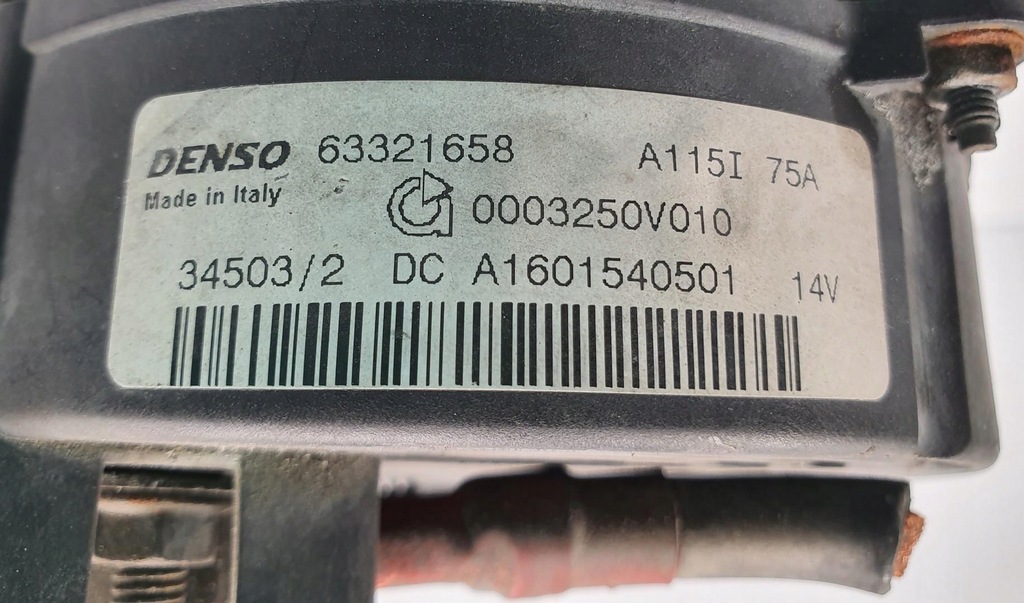 DENSO 63321658 A115I 75A
Made in Italy
0003250V010
34503/2 DC A1601540501 14V